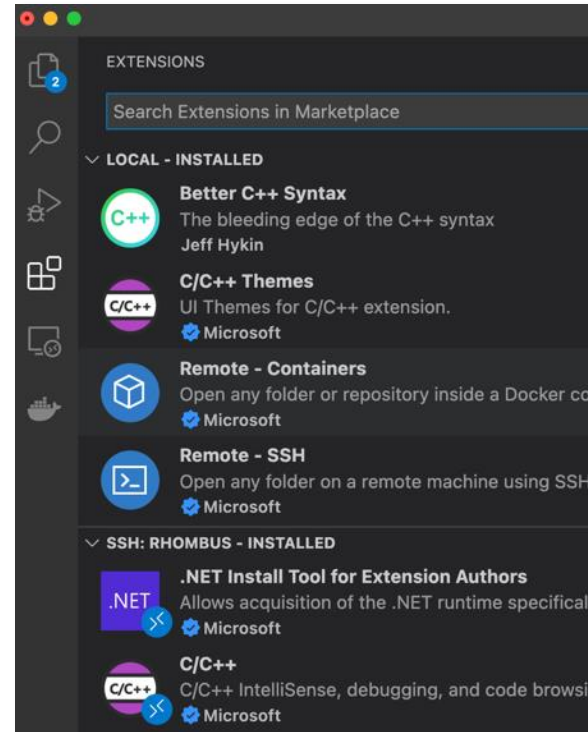 EXTENSIONS
2
Search Extensions in Marketplace
LOCAL - INSTALLED
C++
Better C++ Syntax
The bleeding edge of the C++ syntax
Jeff Hykin
C/C++
C/C++ Themes
UI Themes for C/C++ extension.
Microsoft
Remote - Containers
Open any folder or repository inside a Docker co
Microsoft
Remote - SSH
Open any folder on a remote machine using SSH
Microsoft
SSH: RHOMBUS - INSTALLED
.NET
.NET Install Tool for Extension Authors
Allows acquisition of the .NET runtime specifical
Microsoft
C/C++
C/C++
C/C++ IntelliSense, debugging, and code browsi
Microsoft